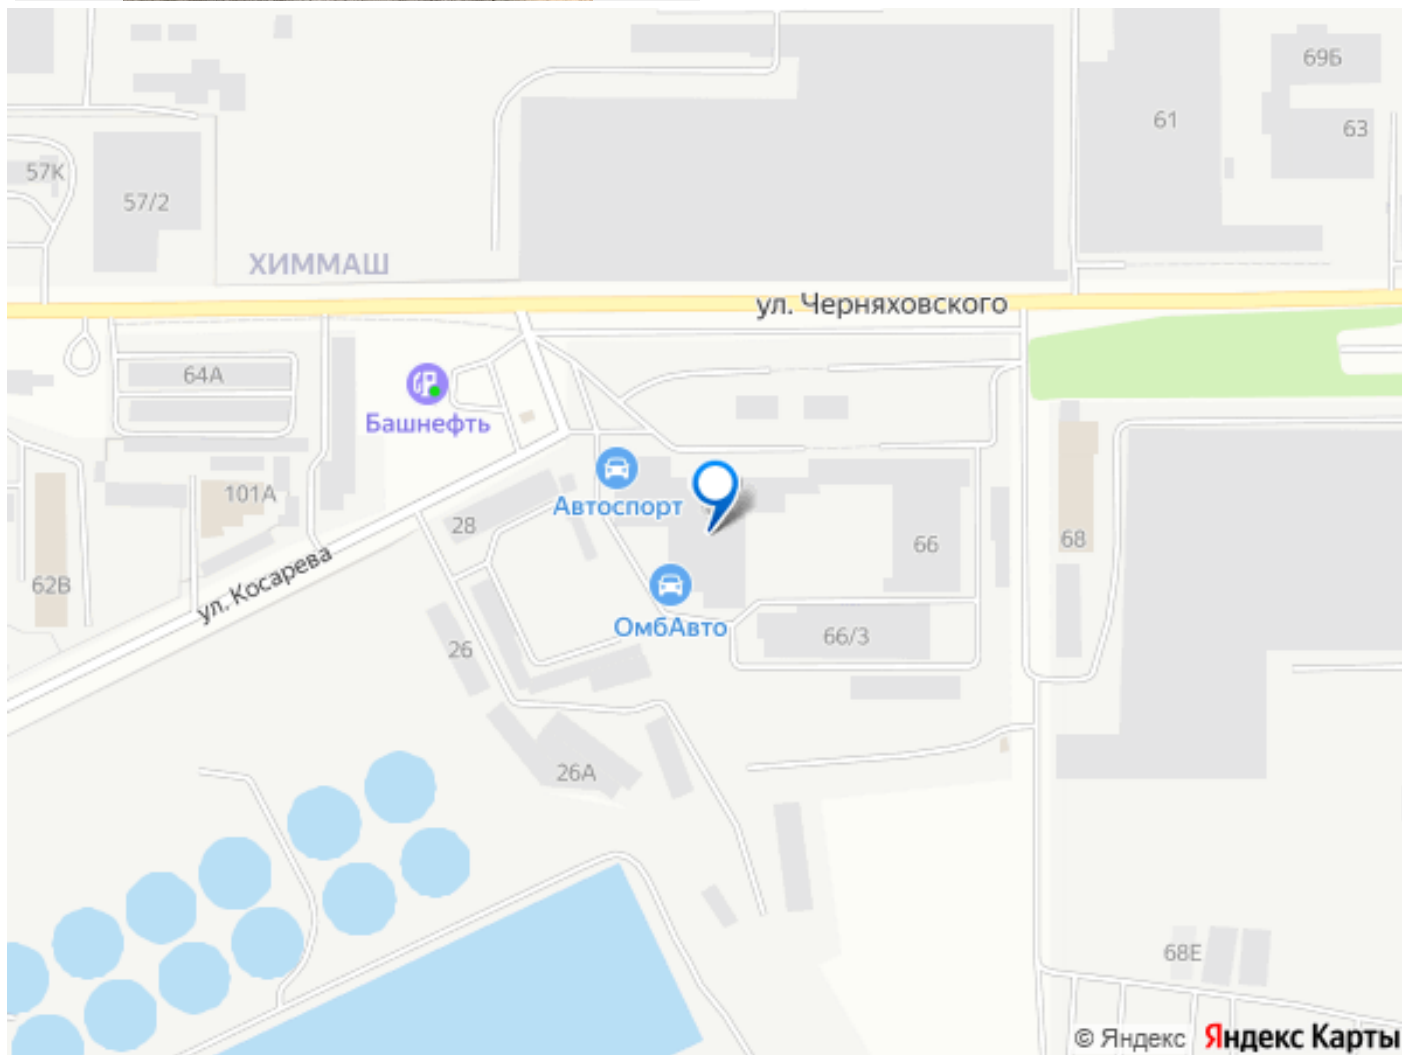 69Б
61
63
57К
57/2
ХИММАШ
ул. Черняховского
64А
Башнефть
101А
Автоспорт
28
66
68
62В
ул. Косарева
ОмбАвто
26
66/3
26А
68Е
© Яндекс Яндекс Карты